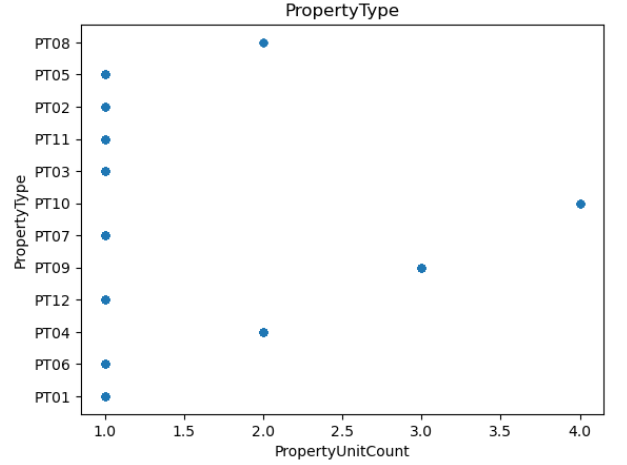 PropertyType
PT08
PT05
PT02
PT11
PT03
PT10
PT07
PT09
PT12
PT04
PT06
PT01
PropertyType
1.0 1.5 2.0 2.5 3.0 3.5 4.0
PropertyUnitCount